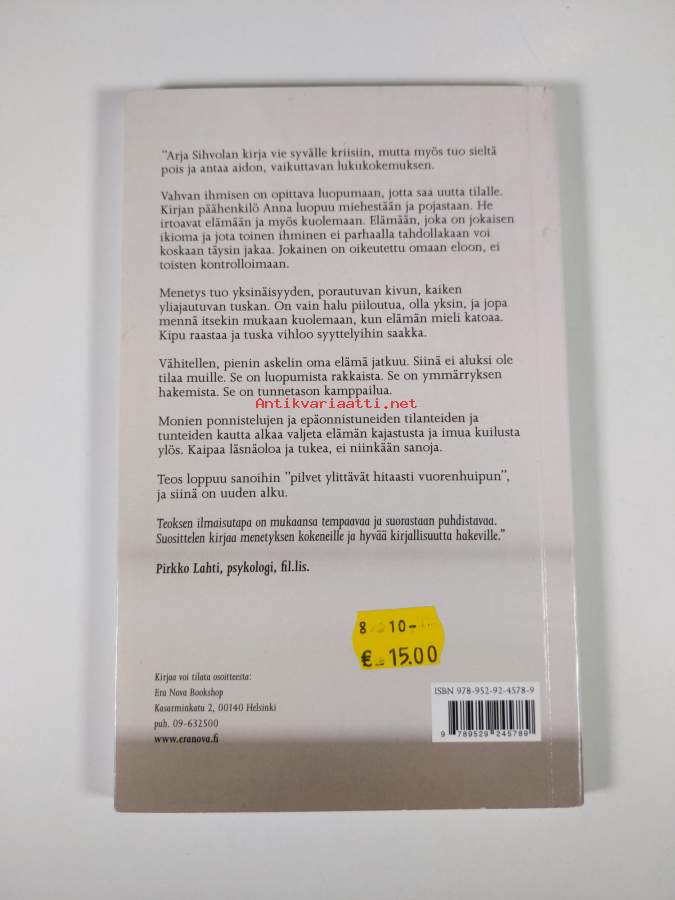 "Arja Sihvolan kirja vie syvälle kriisiin, mutta myös tuo sieltä
pois ja antaa aidon, vaikuttavan lukukokemuksen.
Vahvan ihmisen on opittava luopumaan, jotta saa uutta tilalle.
Kirjan päähenkilö Anna luopuu miehestään ja pojastaan. He
irtoavat elämään ja myös kuolemaan. Elämään, joka on jokaisen
ikioma ja jota toinen ihminen ei parhaalla tahdollakaan voi
koskaan täysin jakaa. Jokainen on oikeutettu omaan eloon, ei
toisten kontrolloimaan.
Menetys tuo yksinäisyyden, porautuvan kivun, kaiken
yliajautuvan tuskan. On vain halu piiloutua, olla yksin, ja jopa
mennä itsekin mukaan kuolemaan, kun elämän mieli katoaa.
Kipu raastaa ja tuska vihloo syyttelyihin saakka.
Vähitellen, pienin askelin oma elämä jatkuu. Siinä ei aluksi ole
tilaa muille. Se on luopumista rakkaista. Se on ymmärryksen
hakemista. Se on tunnetason kamppailua.
Antikvariaatti.net
Monien ponnistelujen ja epäonnistuneiden tilanteiden ja
tunteiden kautta alkaa valjeta elämän kajastusta ja imua kuilusta
ylös. Kaipaa läsnäoloa ja tukea, ei niinkään sanoja.
Teos loppuu sanoihin "pilvet ylittävät hitaasti vuorenhuipun",
ja siinä on uuden alku.
Teoksen ilmaisutapa on mukaansa tempaavaa ja suorastaan puhdistavaa.
Suosittelen kirjaa menetyksen kokeneille ja hyvää kirjallisuutta hakeville."
Pirkko Lahti, psykologi, fil.lis.
8 10-
€ 15.00
Kirjaa voi tilata osoitteesta:
Era Nova Bookshop
Kasarminkatu 2, 00140 Helsinki
puh. 09-632500
www.eranova.fi
ISBN 978-952-92-4578-9
9 789529 245789